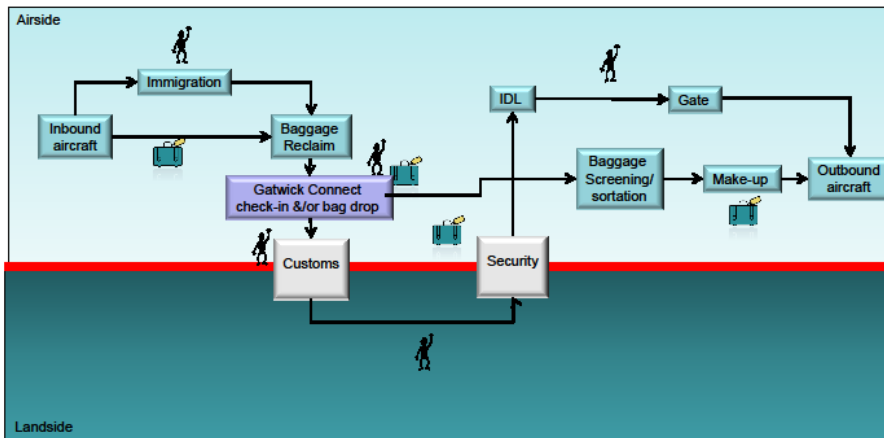 Airside
Immigration
IDL
Gate
Inbound
aircraft
Baggage
Reclaim
Baggage
Screening/
sortation
Make-up
Outbound
aircraft
Gatwick Connect
check-in &/or bag drop
Customs
Security
Landside